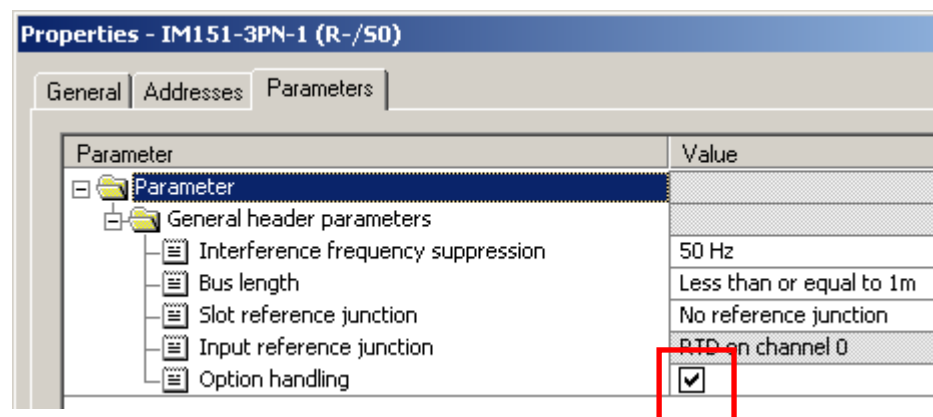 Properties - IM151-3PN-1 (R-/S0)
General Addresses Parameters
Parameter Value
Parameter
General header parameters
Interference frequency suppression 50 Hz
Bus length Less than or equal to 1m
Slot reference junction No reference junction
Input reference junction RTD on channel 0
Option handling